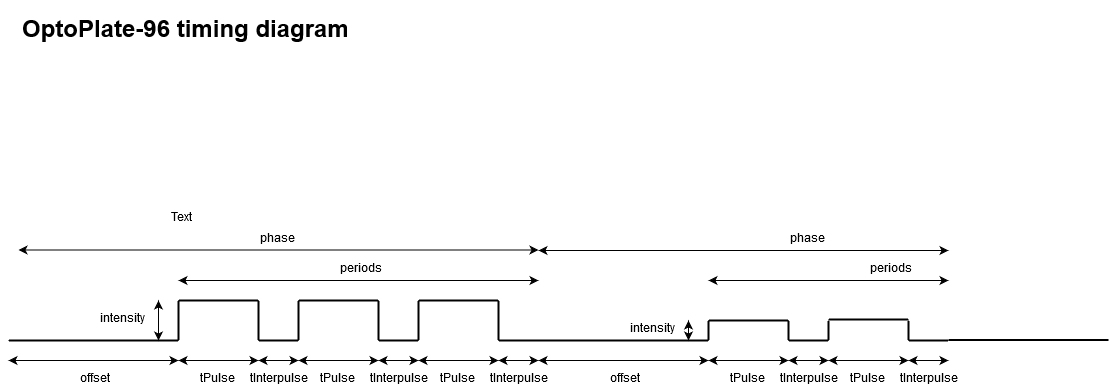 OptoPlate-96 timing diagram
Text
phase phase
periods periods
intensity intensity
offset tPulse tInterpulse tPulse tInterpulse tPulse tInterpulse offset tPulse tInterpulse tPulse tInterpulse